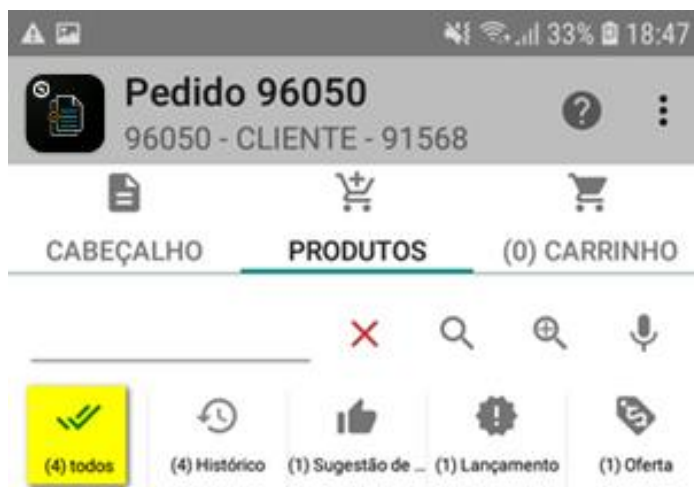 33% 18:47
Pedido 96050
96050 - CLIENTE - 91568
CABEÇALHO PRODUTOS (0) CARRINHO
(4) todos (4) Histórico (1) Sugestão de ... (1) Lançamento (1) Oferta